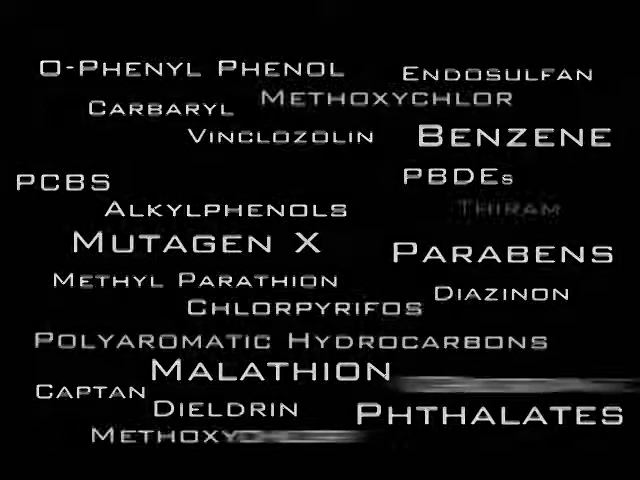 O-Phenyl Phenol
Endosulfan
Methoxychlor
Carbaryl
Vinclozolin
Benzene
PCBs
PBDEs
Alkylphenols
Thiram
Mutagen X
Parabens
Methyl Parathion
Diazinon
Chlorpyrifos
Polyaromatic Hydrocarbons
Malathion
Captan
Dieldrin
Phthalates